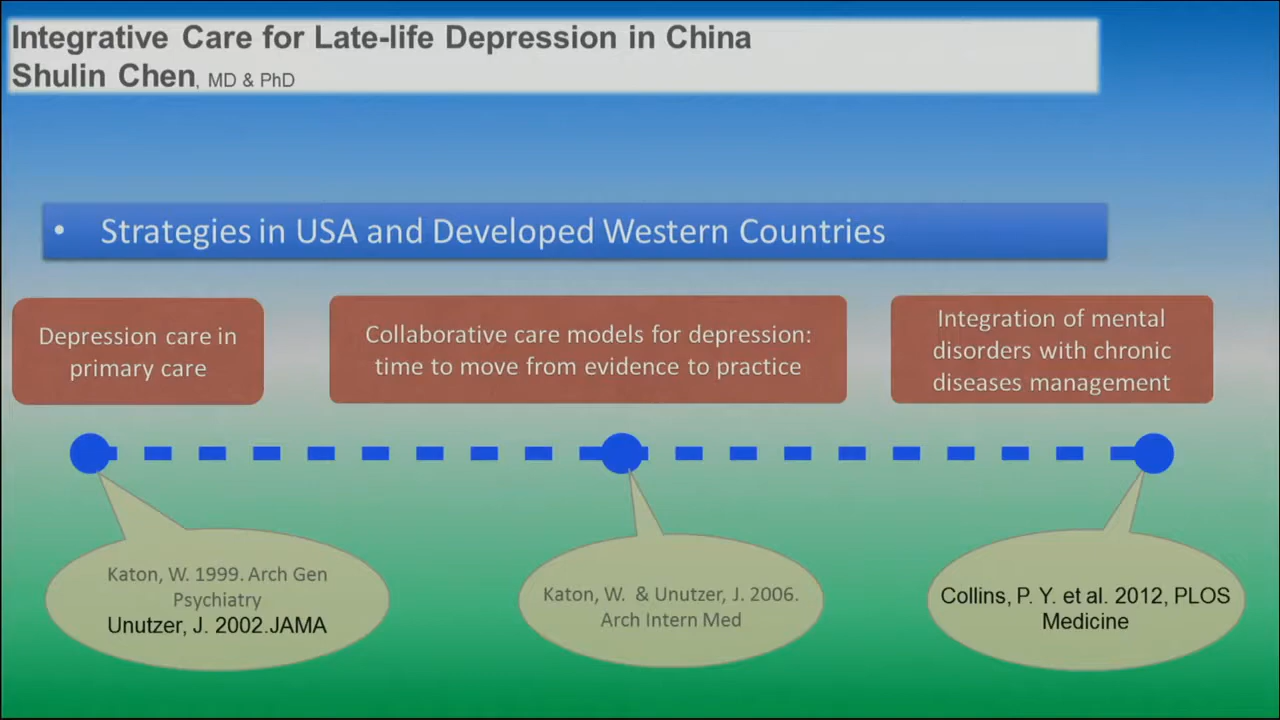 Integrative Care for Late-life Depression in China
Shulin Chen, MD & PhD
• Strategies in USA and Developed Western Countries
Depression care in
primary care
Collaborative care models for depression:
time to move from evidence to practice
Integration of mental
disorders with chronic
diseases management
Katon, W. 1999. Arch Gen
Psychiatry
Unutzer, J. 2002.JAMA
Katon, W. & Unutzer, J. 2006.
Arch Intern Med
Collins, P. Y. et al. 2012, PLOS
Medicine